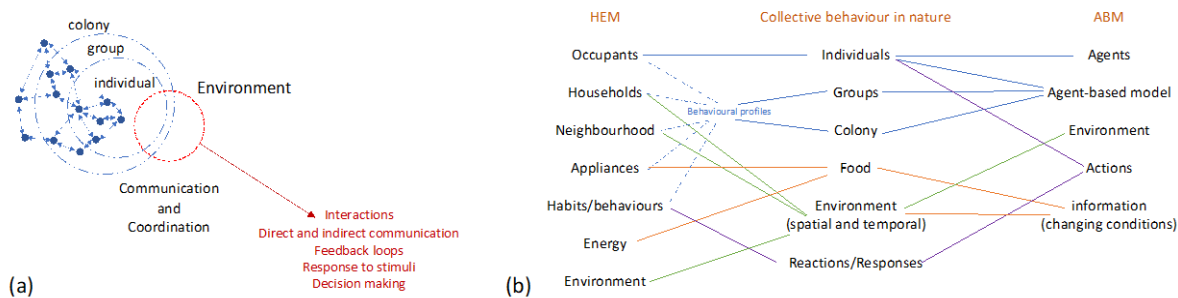 colony
group
individual
Environment
Communication
and
Coordination
Interactions
Direct and indirect communication
Feedback loops
Response to stimuli
Decision making
(a)
HEM
Collective behaviour in nature
ABM
Occupants
Individuals
Agents
Households
Groups
Agent-based model
Behavioural profiles
Neighbourhood
Colony
Environment
Appliances
Food
Actions
Habits/behaviours
Environment
(spatial and temporal)
information
(changing conditions)
Energy
Reactions/Responses
Environment
(b)